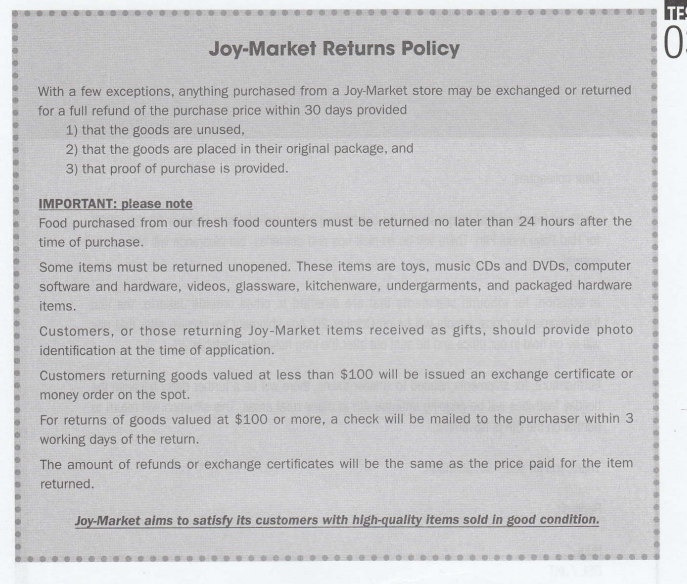 TES
03
Joy-Market Returns Policy
With a few exceptions, anything purchased from a Joy-Market store may be exchanged or returned
for a full refund of the purchase price within 30 days provided
1) that the goods are unused,
2) that the goods are placed in their original package, and
3) that proof of purchase is provided.
IMPORTANT: please note
Food purchased from our fresh food counters must be returned no later than 24 hours after the
time of purchase.
Some items must be returned unopened. These items are toys, music CDs and DVDs, computer
software and hardware, videos, glassware, kitchenware, undergarments, and packaged hardware
items.
Customers, or those returning Joy-Market items received as gifts, should provide photo
identification at the time of application.
Customers returning goods valued at less than $100 will be issued an exchange certificate or
money order on the spot.
For returns of goods valued at $100 or more, a check will be mailed to the purchaser within 3
working days of the return.
The amount of refunds or exchange certificates will be the same as the price paid for the item
returned.
Joy-Market aims to satisfy its customers with high-quality items sold in good condition.